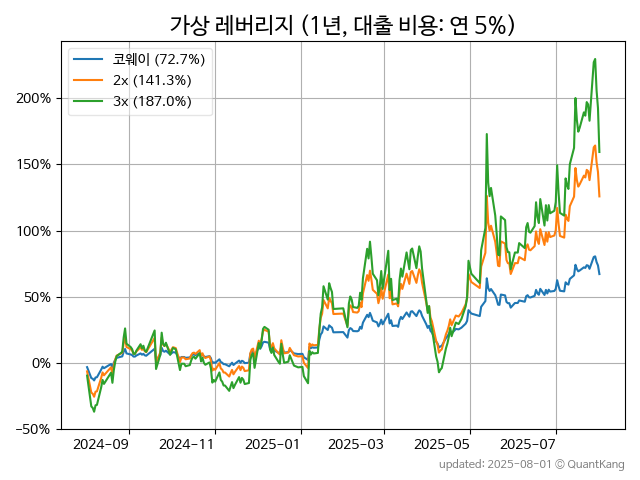 가상 레버리지 (1년, 대출 비용: 연 5%)
코웨이 (72.7%)
2x (141.3%)
3x (187.0%)
200%
150%
100%
50%
0%
−50%
2024-09 2024-11 2025-01 2025-03 2025-05 2025-07
updated: 2025-08-01 © QuantKang